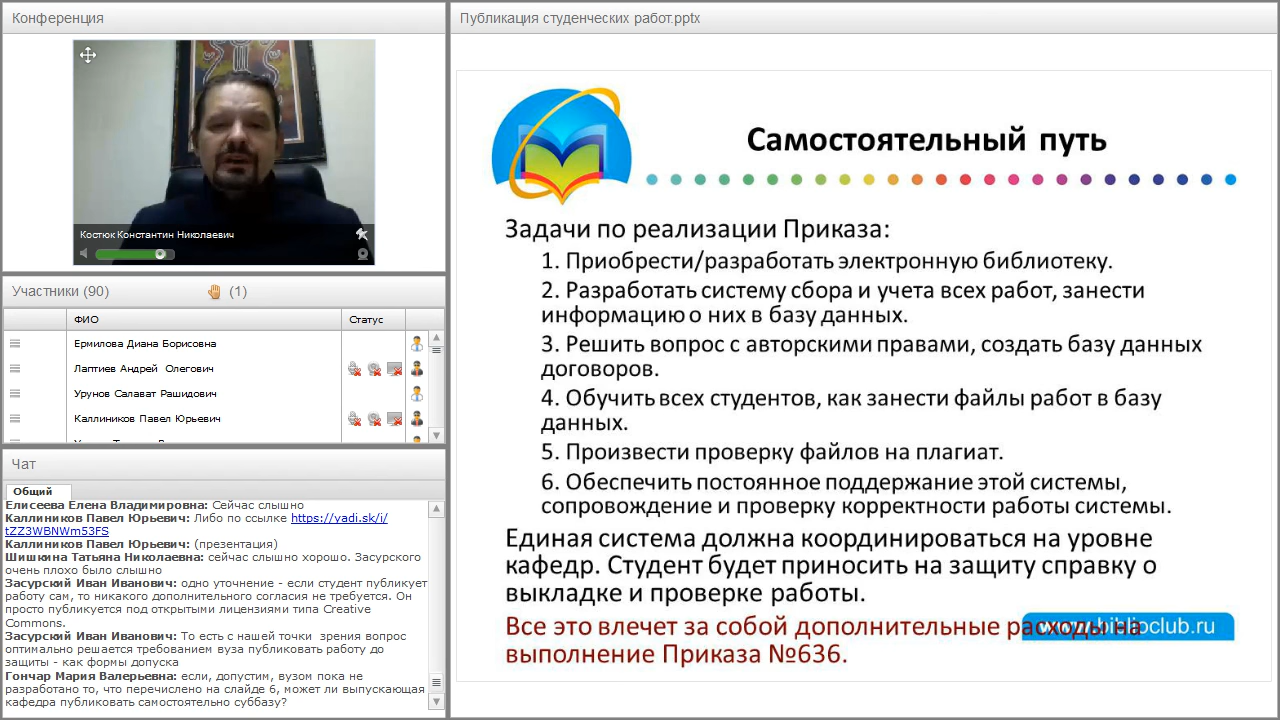 Конференция
Костюк Константин Николаевич
Участники (90)
(1)
ФИО
Статус
Ермилова Диана Борисовна
Лаптиев Андрей Олегович
Урунов Салават Рашидович
Каллиников Павел Юрьевич
Чат
Общий
Елисеева Елена Владимировна: Сейчас слышно
Каллиников Павел Юрьевич: Либо по ссылке https://yadi.sk/i/
tZZ3WBNWm53FS
Каллиников Павел Юрьевич: (презентация)
Шишкина Татьяна Николаевна: сейчас слышно хорошо. Засурского
очень плохо было слышно
Засурский Иван Иванович: одно уточнение - если студент публикует
работу сам, то никакого дополнительного согласия не требуется. Он
просто публикуется под открытыми лицензиями типа Creative
Commons.
Засурский Иван Иванович: То есть с нашей точки зрения вопрос
оптимально решается требованием вуза публиковать работу до
защиты - как формы допуска
Гончар Мария Валерьевна: если, допустим, вузом пока не
разработано то, что перечислено на слайде 6, может ли выпускающая
кафедра публиковать самостоятельно суббазу?
Публикация студенческих работ.pptx
Самостоятельный путь
Задачи по реализации Приказа:
1. Приобрести/разработать электронную библиотеку.
2. Разработать систему сбора и учета всех работ, занести
информацию о них в базу данных.
3. Решить вопрос с авторскими правами, создать базу данных
договоров.
4. Обучить всех студентов, как занести файлы работ в базу
данных.
5. Произвести проверку файлов на плагиат.
6. Обеспечить постоянное поддержание этой системы,
сопровождение и проверку корректности работы системы.
Единая система должна координироваться на уровне
кафедр. Студент будет приносить на защиту справку о
выкладке и проверке работы.
Все это влечет за собой дополнительные расходы на
выполнение Приказа №636.
www.biblioclub.ru